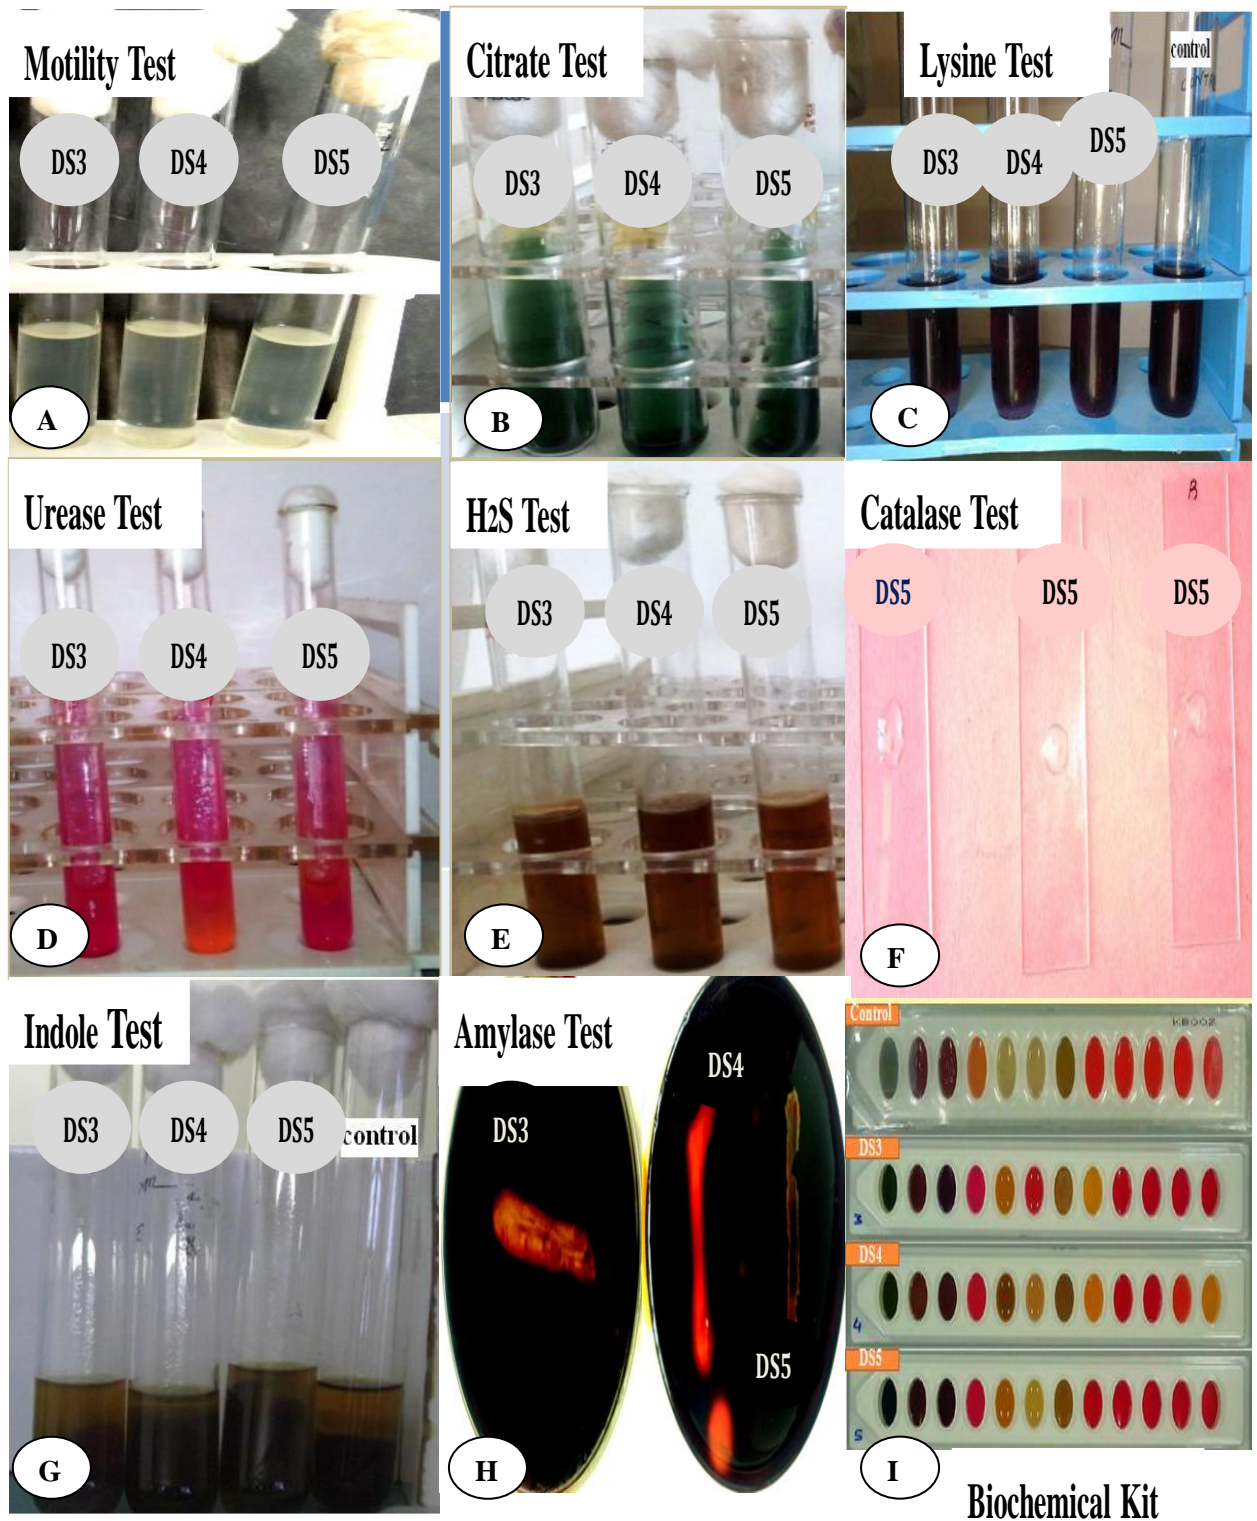 Motility Test
DS3
DS4
DS5
A
Citrate Test
DS3
DS4
DS5
B
Lysine Test
control
DS3
DS4
DS5
C
Urease Test
DS3
DS4
DS5
D
H2S Test
DS3
DS4
DS5
E
Catalase Test
DS5
DS5
DS5
F
Indole Test
DS3
DS4
DS5
control
G
Amylase Test
DS3
DS4
DS5
H
Control
KB002
DS3
3
DS4
4
DS5
5
I
Biochemical Kit